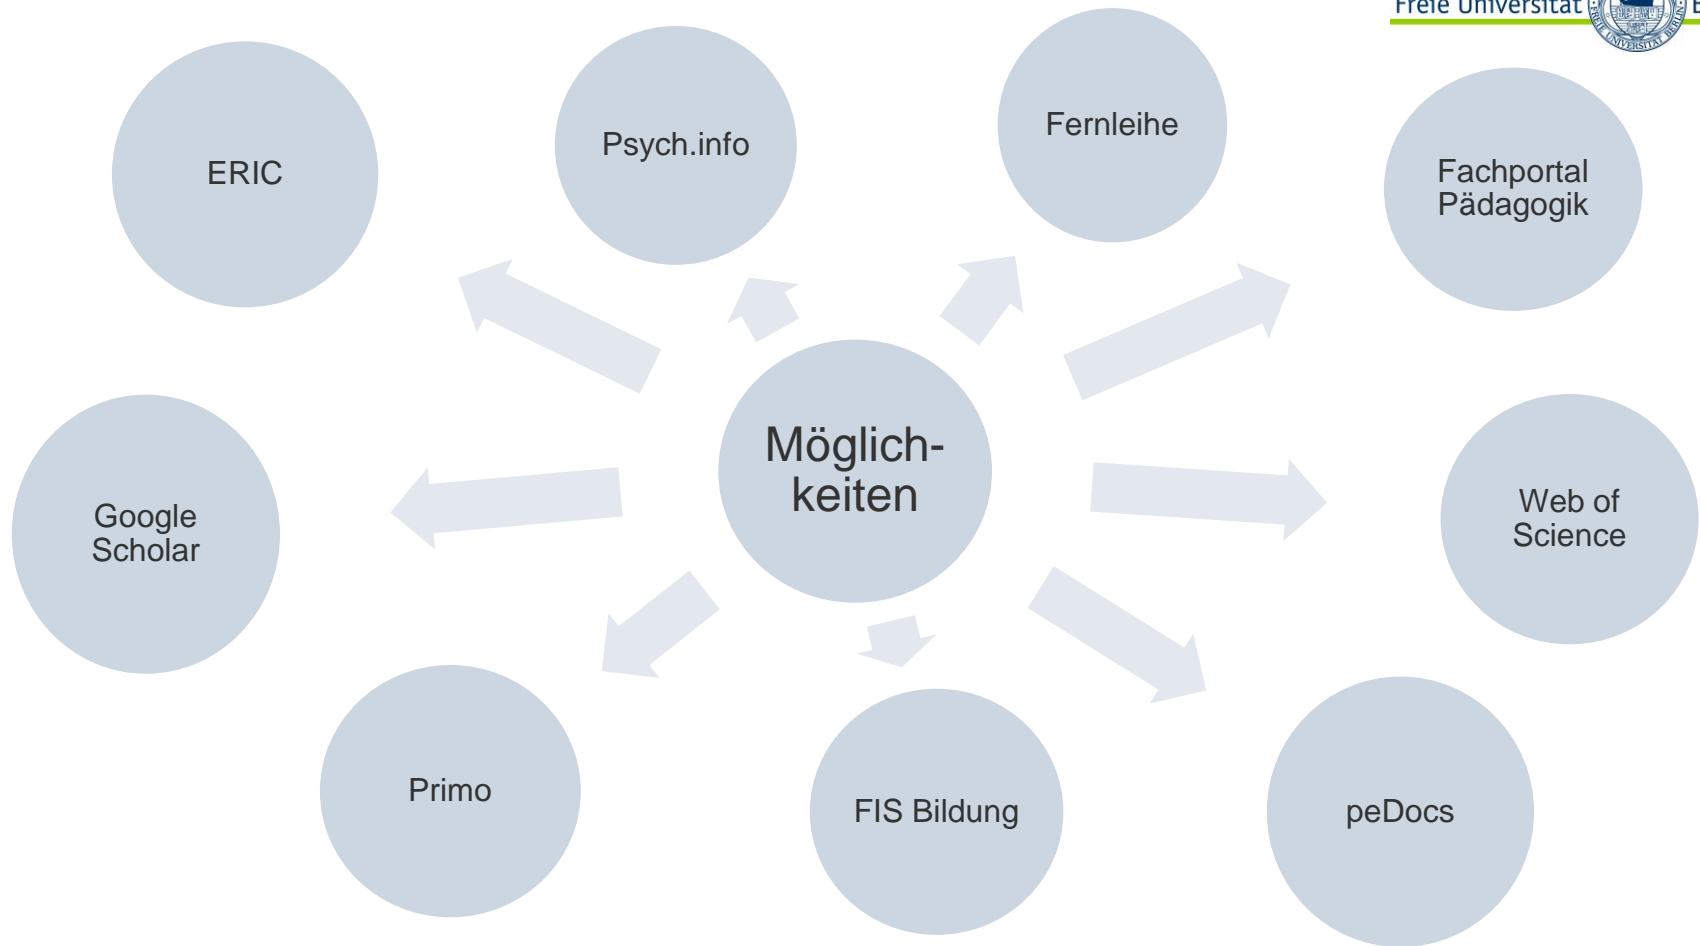 Freie Universität
ERIC
Psych.info
Fernleihe
Fachportal
Pädagogik
Möglich-
keiten
Google
Scholar
Web of
Science
Primo
FIS Bildung
peDocs